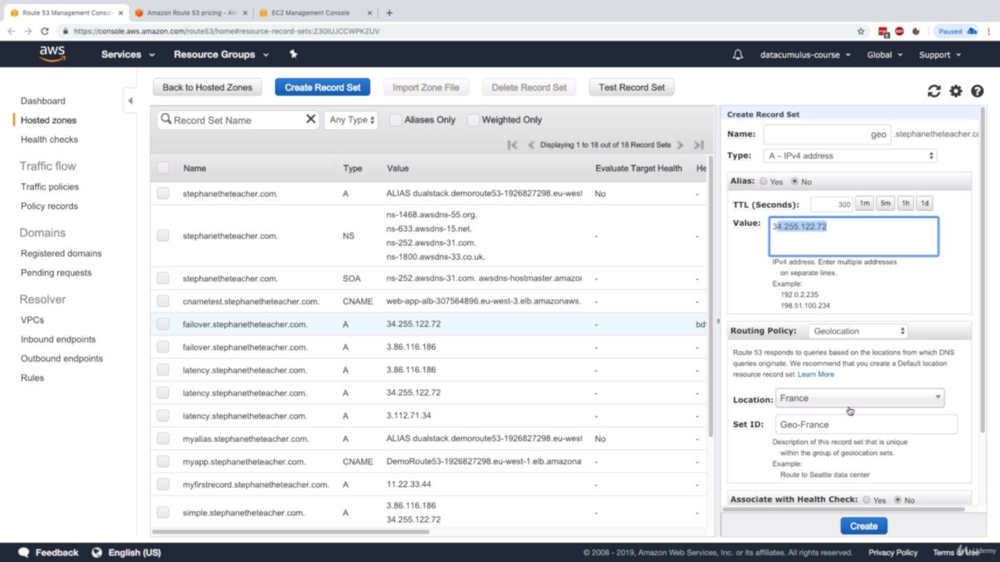 Route 53 Management Consol
Amazon Route 53 pricing - Am
EC2 Management Console
https://console.aws.amazon.com/route53/home#resource-record-sets:Z30IUJCCWPKZUV
Paused
aws
Services
Resource Groups
datacumulus-course
Global
Support
Dashboard
Hosted zones
Health checks
Traffic flow
Traffic policies
Policy records
Domains
Registered domains
Pending requests
Resolver
VPCs
Inbound endpoints
Outbound endpoints
Rules
Back to Hosted Zones
Create Record Set
Import Zone File
Delete Record Set
Test Record Set
Record Set Name
Any Type
Aliases Only
Weighted Only
Displaying 1 to 18 out of 18 Record Sets
Name Type Value Evaluate Target Health He
stephanetheteacher.com. A ALIAS dualstack.demoroute53-1926827298.eu-west No -
ns-1468.awsdns-55.org.
ns-633.awsdns-15.net.
stephanetheteacher.com. NS - -
ns-252.awsdns-31.com.
ns-1800.awsdns-33.co.uk.
stephanetheteacher.com. SOA ns-252.awsdns-31.com. awsdns-hostmaster.amazon - -
cnametest.stephanetheteacher.com. CNAME web-app-alb-307564896.eu-west-3.elb.amazonaws. - -
failover.stephanetheteacher.com. A 34.255.122.72 - bd
failover.stephanetheteacher.com. A 3.86.116.186 - -
latency.stephanetheteacher.com. A 3.86.116.186 - -
latency.stephanetheteacher.com. A 34.255.122.72 - -
latency.stephanetheteacher.com. A 3.112.71.34 - -
myalias.stephanetheteacher.com. A ALIAS dualstack.demoroute53-1926827298.eu-west No -
myapp.stephanetheteacher.com. CNAME DemoRoute53-1926827298.eu-west-1.elb.amazona - -
myfirstrecord.stephanetheteacher.com. A 11.22.33.44 - -
3.86.116.186
simple.stephanetheteacher.com. A - -
34.255.122.72
Create Record Set
Name: geo .stephanetheteacher.cc
Type: A – IPv4 address
Alias: Yes No
TTL (Seconds): 300 1m 5m 1h 1d
Value: 34.255.122.72
IPv4 address. Enter multiple addresses
on separate lines.
Example:
192.0.2.235
198.51.100.234
Routing Policy: Geolocation
Route 53 responds to queries based on the locations from which DNS
queries originate. We recommend that you create a Default location
resource record set Learn More
Location: France
Set ID: Geo-France
Description of this record set that is unique
within the group of geolocation sets.
Example:
Route to Seattle data center
Associate with Health Check: Yes No
Create
Feedback
English (US)
© 2008 - 2019, Amazon Web Services, Inc. or its affiliates. All rights reserved.
Privacy Policy
Terms of Use
Udemy